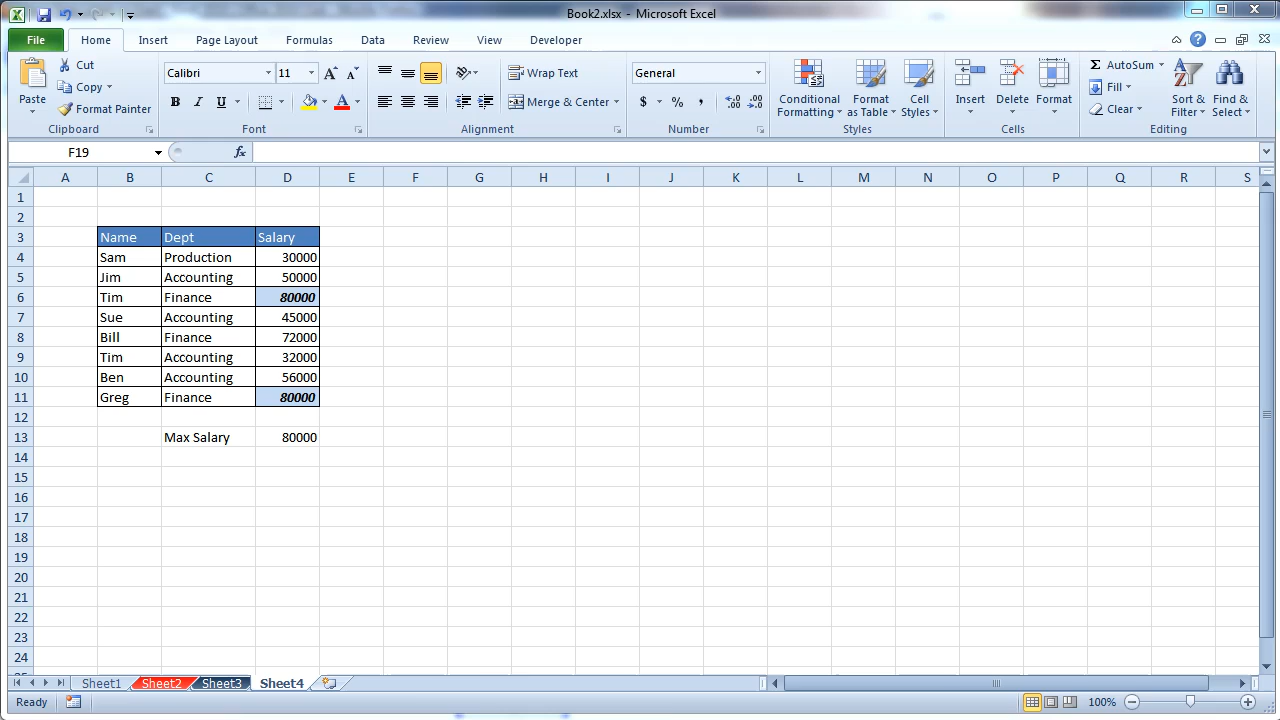 Book2.xlsx - Microsoft Excel
File Home Insert Page Layout Formulas Data Review View Developer
Paste Cut Copy Format Painter Clipboard
Calibri 11 B I U A Font
Wrap Text Merge & Center Alignment
General $ % , Number
Conditional Formatting Format as Table Cell Styles Styles
Insert Delete Format Cells
Σ AutoSum Fill Clear Sort & Filter Find & Select Editing
F19 fx
A B C D E F G H I J K L M N O P Q R S
1
2
3 Name Dept Salary
4 Sam Production 30000
5 Jim Accounting 50000
6 Tim Finance 80000
7 Sue Accounting 45000
8 Bill Finance 72000
9 Tim Accounting 32000
10 Ben Accounting 56000
11 Greg Finance 80000
12
13 Max Salary 80000
14
15
16
17
18
19
20
21
22
23
24
Sheet1 Sheet2 Sheet3 Sheet4
Ready 100%